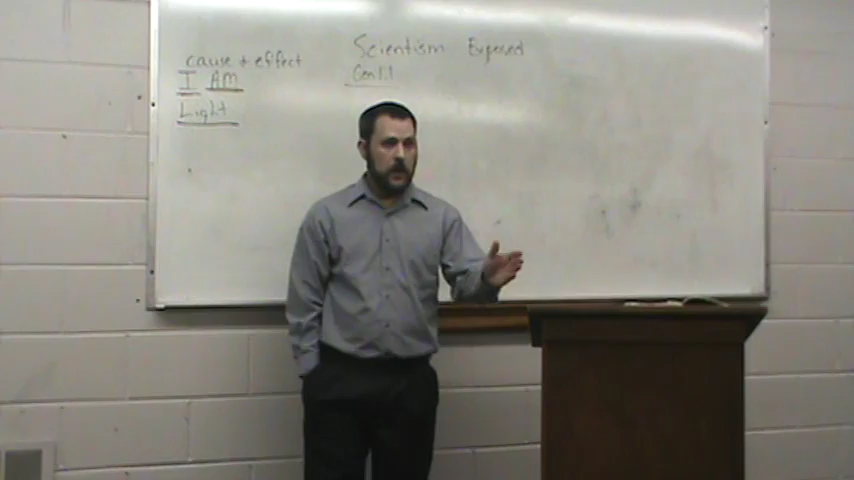 Scientism Exposed
cause + effect
Gen 1:1
I AM
Light